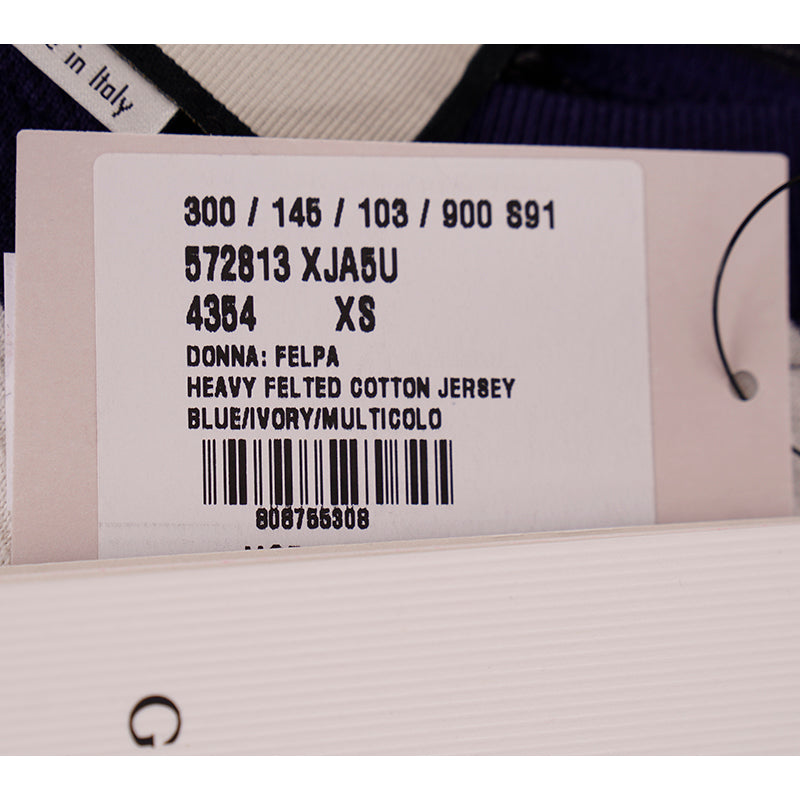 in Italy
300 / 145 / 103 / 900 S91
572813 XJA5U
4354 XS
DONNA: FELPA
HEAVY FELTED COTTON JERSEY
BLUE/IVORY/MULTICOLO
808755308
G